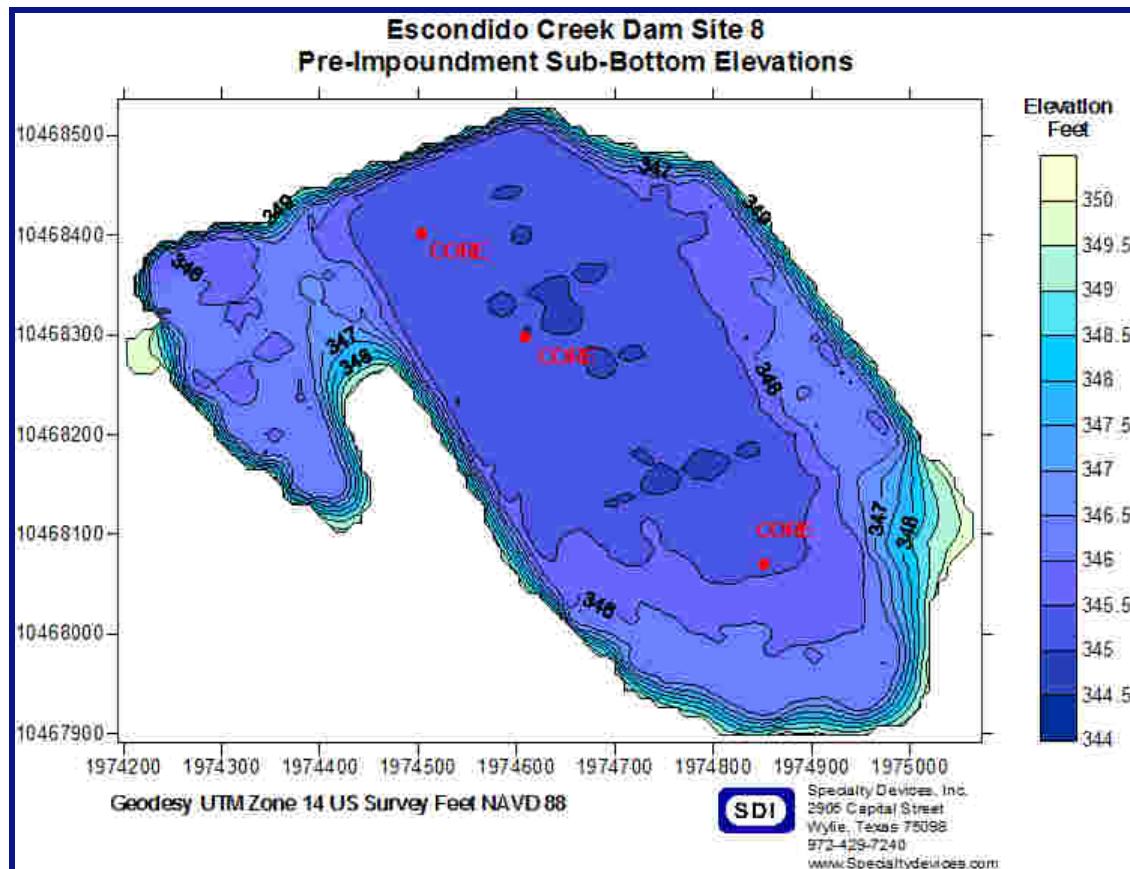 Escondido Creek Dam Site 8
Pre-Impoundment Sub-Bottom Elevations
Elevation
Feet
10468500
10468400
10468300
10468200
10468100
10468000
10467900
349
347
349
348
CORE
347
348
CORE
348
CORE
347
348
348
350
349.5
349
348.5
348
347.5
347
346.5
346
345.5
345
344.5
344
1974200 1974300 1974400 1974500 1974600 1974700 1974800 1974900 1975000
Geodesy UTM Zone 14 US Survey Feet NAVD 88
SDI
Specialty Devices, Inc.
2905 Capital Street
Wylie, Texas 75098
972-429-7240
www.Specialtydevices.com